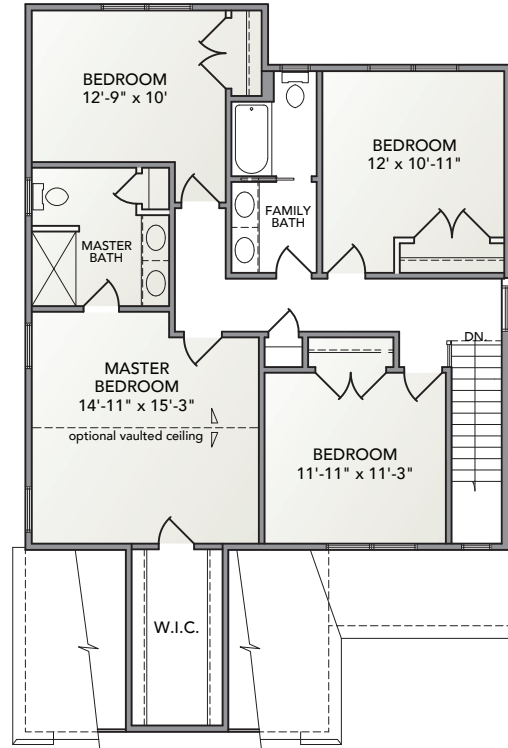 BEDROOM
12'-9" x 10'
BEDROOM
12' x 10'-11"
FAMILY
BATH
MASTER
BATH
DN.
MASTER
BEDROOM
14'-11" x 15'-3"
optional vaulted ceiling
BEDROOM
11'-11" x 11'-3"
W.I.C.